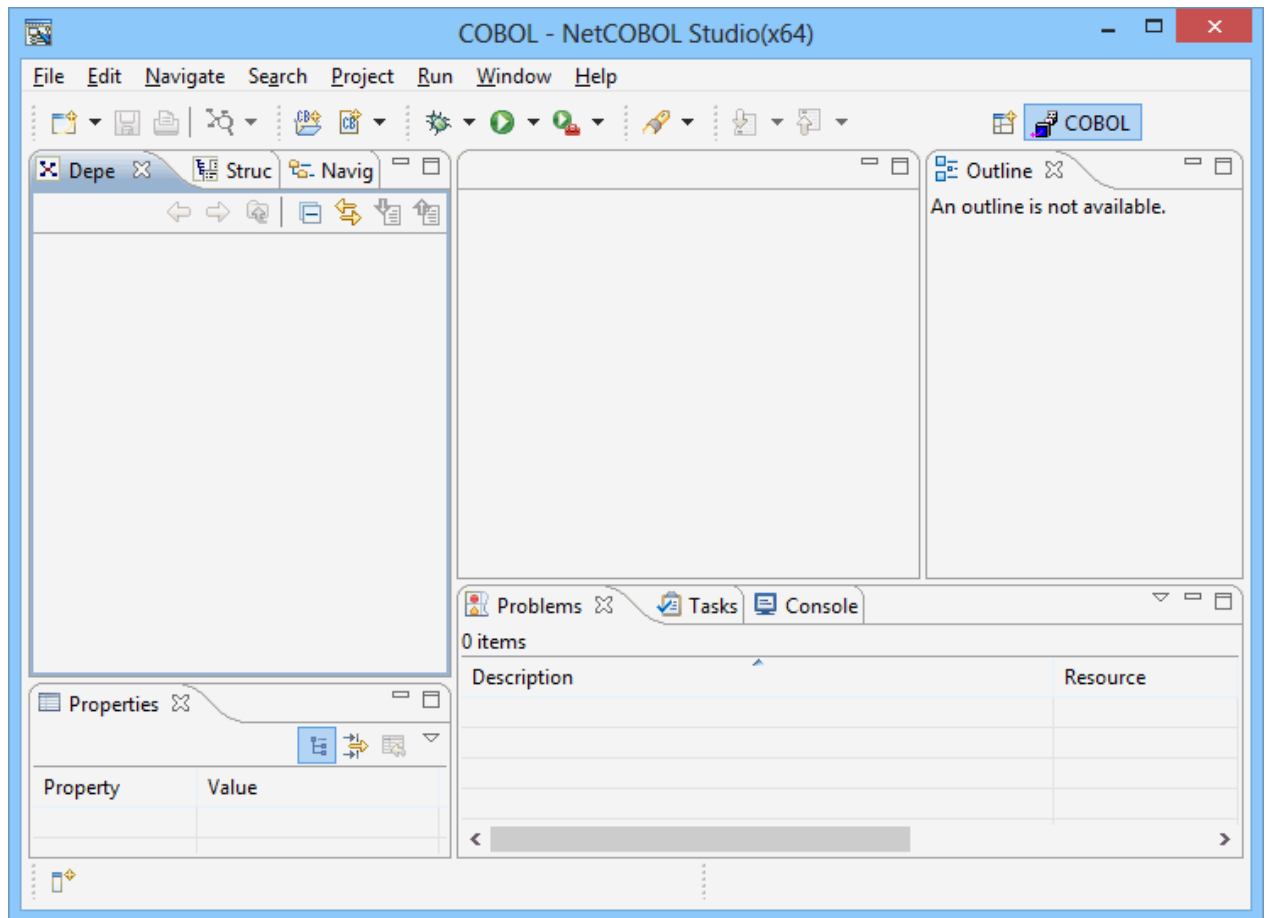 COBOL - NetCOBOL Studio(x64)
File Edit Navigate Search Project Run Window Help
COBOL
Depe Struc Navig
Outline
An outline is not available.
Problems Tasks Console
0 items
Description Resource
Properties
Property Value